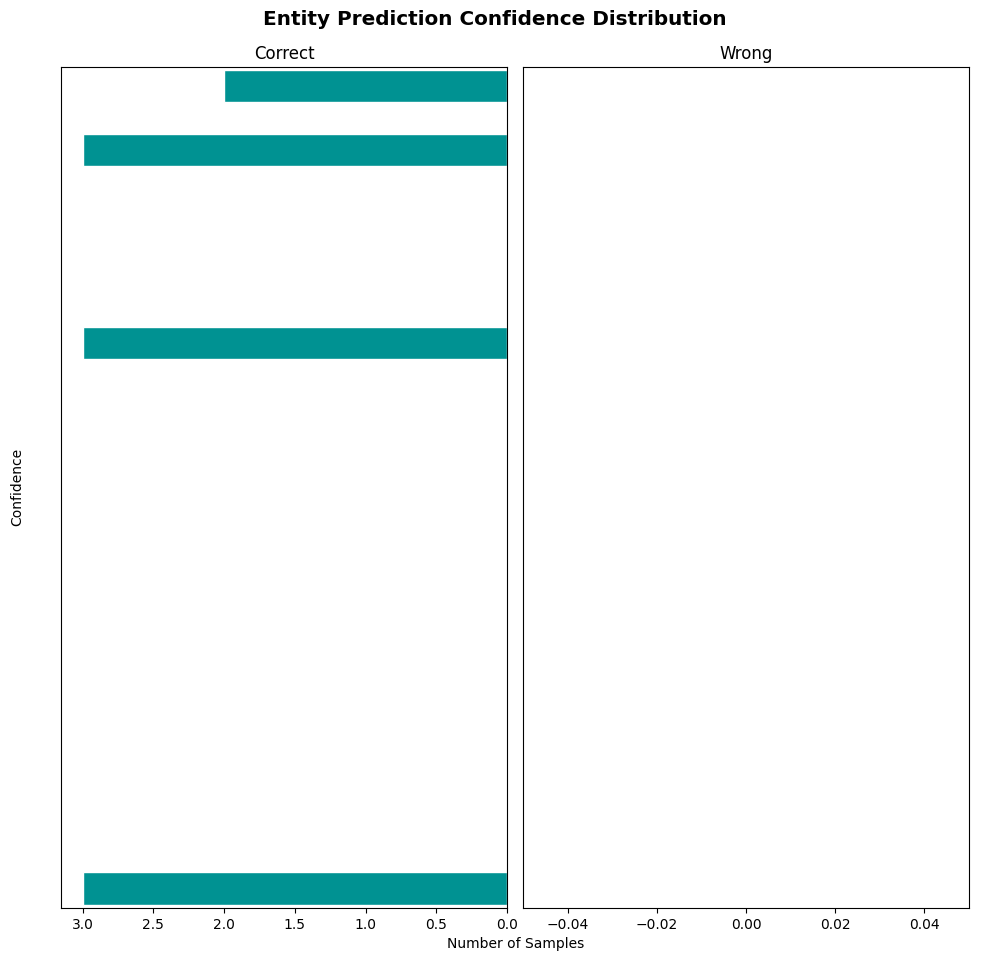 Entity Prediction Confidence Distribution
Correct
Wrong
Confidence
3.0 2.5 2.0 1.5 1.0 0.5 0.0
−0.04 −0.02 0.00 0.02 0.04
Number of Samples